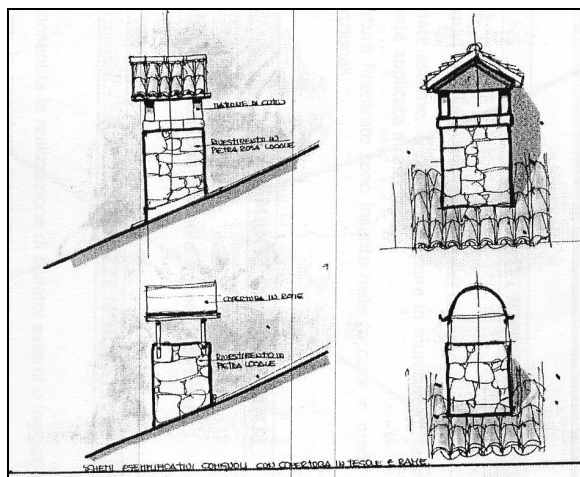 MATTONE DI COTTO
RIVESTIMENTO IN
PIETRA ROSA LOCALE
COPERTURA IN RAME
RIVESTIMENTO IN
PIETRA LOCALE
SCHEMI ESEMPLIFICATIVI COMIGNOLI CON COPERTURA IN TEGOLE E RAME